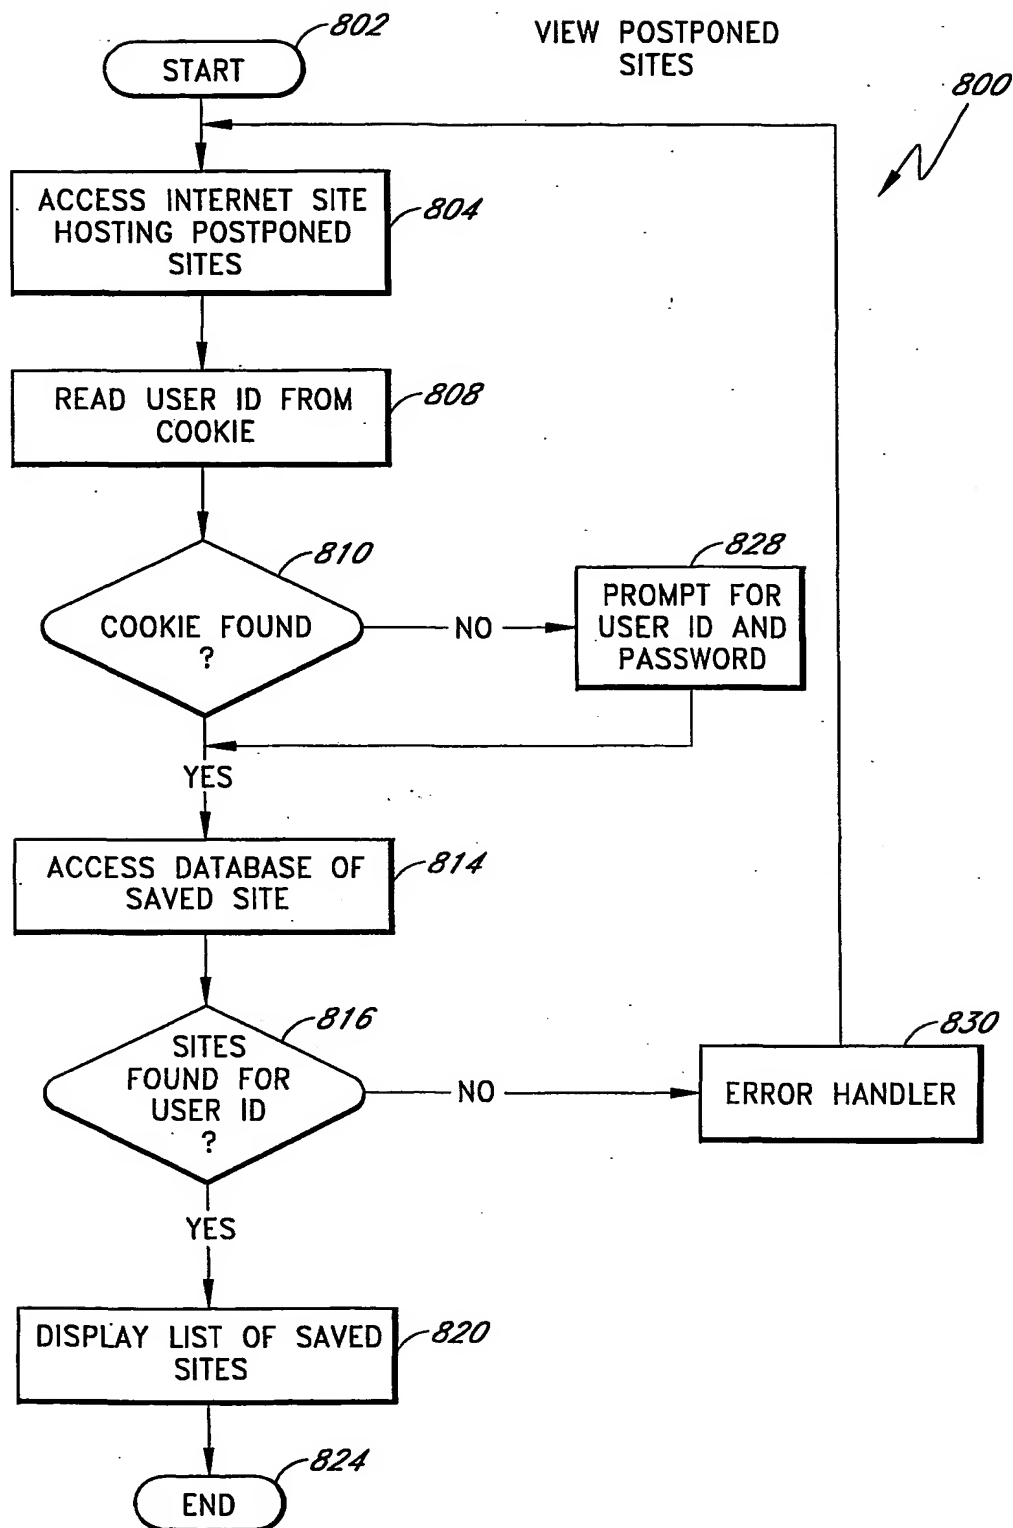 802
VIEW POSTPONED
SITES
START
800
ACCESS INTERNET SITE
HOSTING POSTPONED
SITES
804
READ USER ID FROM
COOKIE
808
810
COOKIE FOUND
?
NO
828
PROMPT FOR
USER ID AND
PASSWORD
YES
ACCESS DATABASE OF
SAVED SITE
814
816
SITES
FOUND FOR
USER ID
?
NO
830
ERROR HANDLER
YES
DISPLAY LIST OF SAVED
SITES
820
824
END